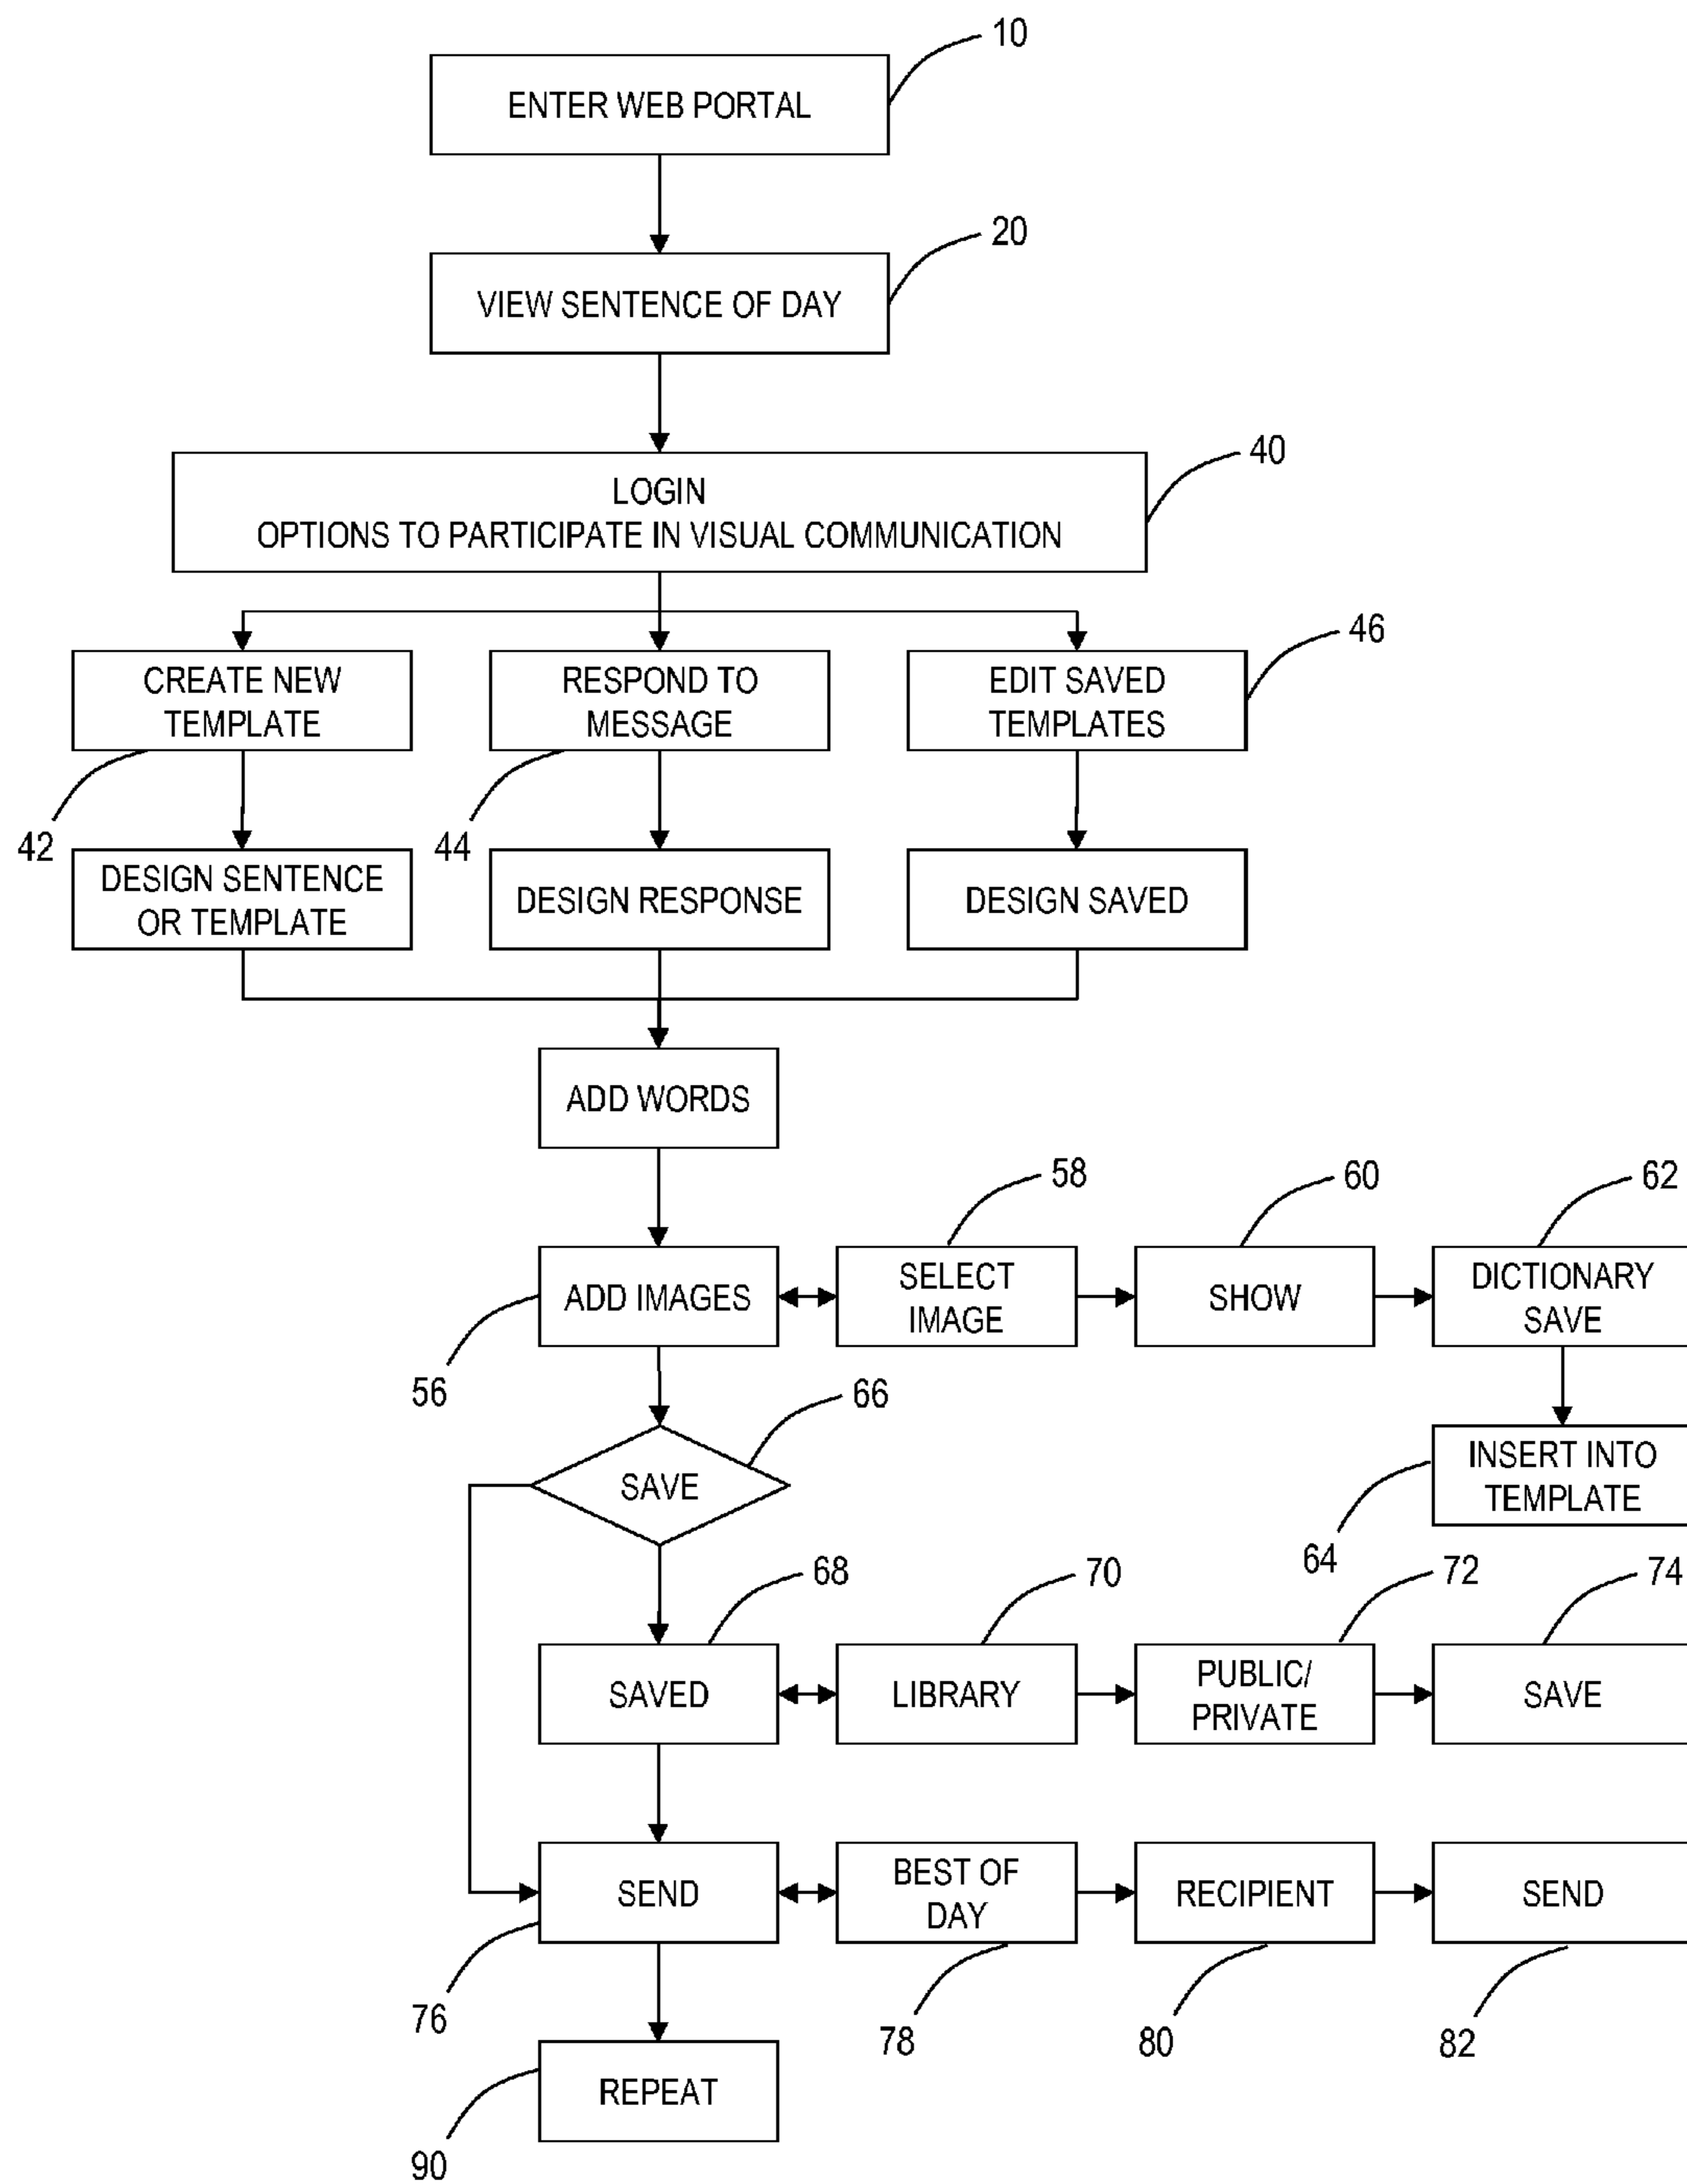 10
ENTER WEB PORTAL
20
VIEW SENTENCE OF DAY
40
LOGIN
OPTIONS TO PARTICIPATE IN VISUAL COMMUNICATION
46
CREATE NEW
TEMPLATE
RESPOND TO
MESSAGE
EDIT SAVED
TEMPLATES
42
44
DESIGN SENTENCE
OR TEMPLATE
DESIGN RESPONSE
DESIGN SAVED
ADD WORDS
58
60
62
ADD IMAGES
SELECT
IMAGE
SHOW
DICTIONARY
SAVE
56
66
SAVE
INSERT INTO
TEMPLATE
64
68
70
72
74
SAVED
LIBRARY
PUBLIC/
PRIVATE
SAVE
SEND
BEST OF
DAY
RECIPIENT
SEND
76
78
80
82
REPEAT
90